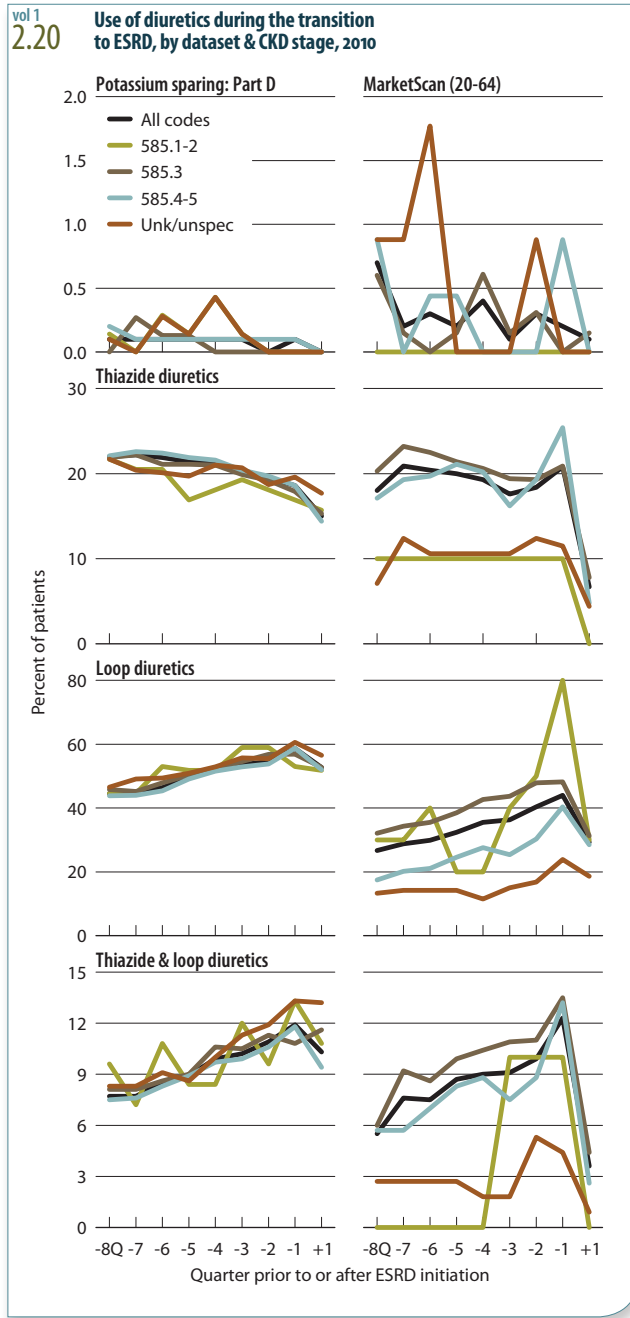 vol 1
2.20
Use of diuretics during the transition
to ESRD, by dataset & CKD stage, 2010
Potassium sparing: Part D
MarketScan (20-64)
2.0
1.5
1.0
0.5
0.0
All codes
585.1-2
585.3
585.4-5
Unk/unspec
Thiazide diuretics
30
20
10
0
Percent of patients
Loop diuretics
80
60
40
20
0
Thiazide & loop diuretics
15
12
9
6
3
0
-8Q -7 -6 -5 -4 -3 -2 -1 +1
-8Q -7 -6 -5 -4 -3 -2 -1 +1
Quarter prior to or after ESRD initiation